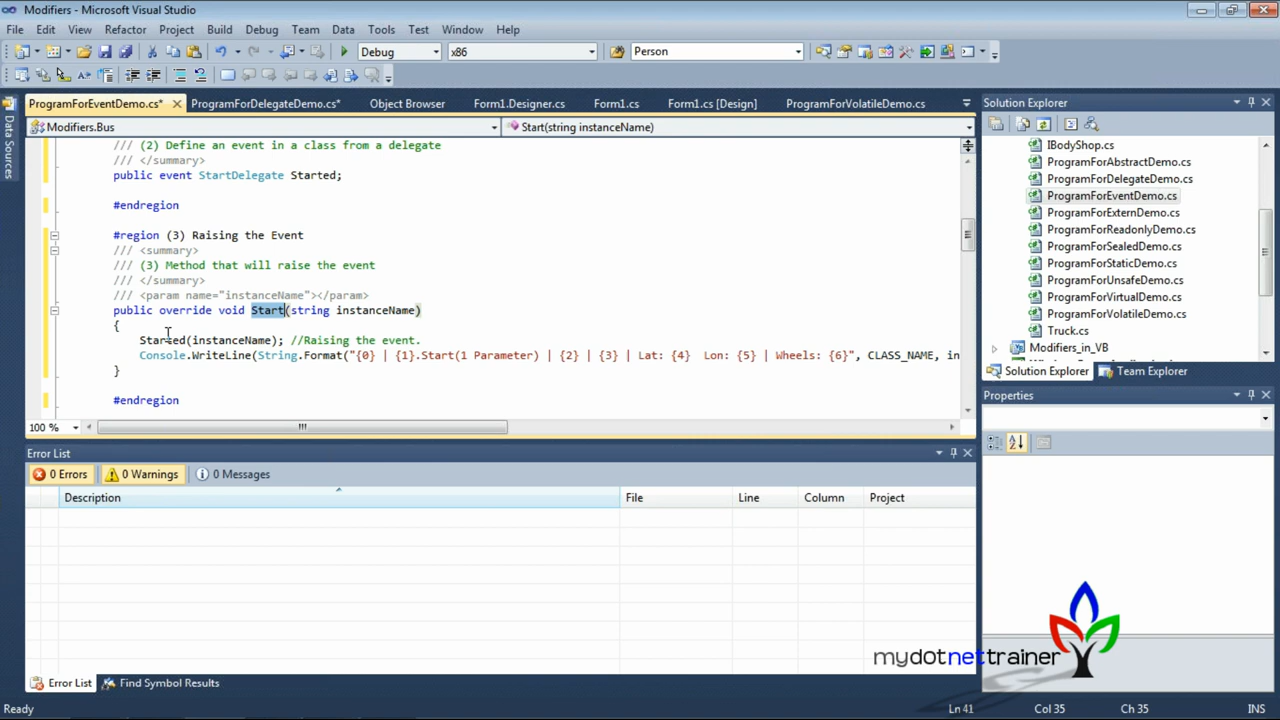 Modifiers - Microsoft Visual Studio
File Edit View Refactor Project Build Debug Team Data Tools Test Window Help
Debug x86 Person
ProgramForEventDemo.cs* ProgramForDelegateDemo.cs* Object Browser Form1.Designer.cs Form1.cs Form1.cs [Design] ProgramForVolatileDemo.cs
Modifiers.Bus Start(string instanceName)
Data Sources
/// (2) Define an event in a class from a delegate
/// </summary>
public event StartDelegate Started;
#endregion
#region (3) Raising the Event
/// <summary>
/// (3) Method that will raise the event
/// </summary>
/// <param name="instanceName"></param>
public override void Start(string instanceName)
{
Started(instanceName); //Raising the event.
Console.WriteLine(String.Format("{0} | {1}.Start(1 Parameter) | {2} | {3} | Lat: {4}  Lon: {5} | Wheels: {6}", CLASS_NAME, in
}
#endregion
100 %
Solution Explorer
IBodyShop.cs
ProgramForAbstractDemo.cs
ProgramForDelegateDemo.cs
ProgramForEventDemo.cs
ProgramForExternDemo.cs
ProgramForReadonlyDemo.cs
ProgramForSealedDemo.cs
ProgramForStaticDemo.cs
ProgramForUnsafeDemo.cs
ProgramForVirtualDemo.cs
ProgramForVolatileDemo.cs
Truck.cs
Modifiers_in_VB
Solution Explorer Team Explorer
Properties
Error List
0 Errors 0 Warnings 0 Messages
Description File Line Column Project
Error List Find Symbol Results
mydotnettrainer
Ready Ln 41 Col 35 Ch 35 INS